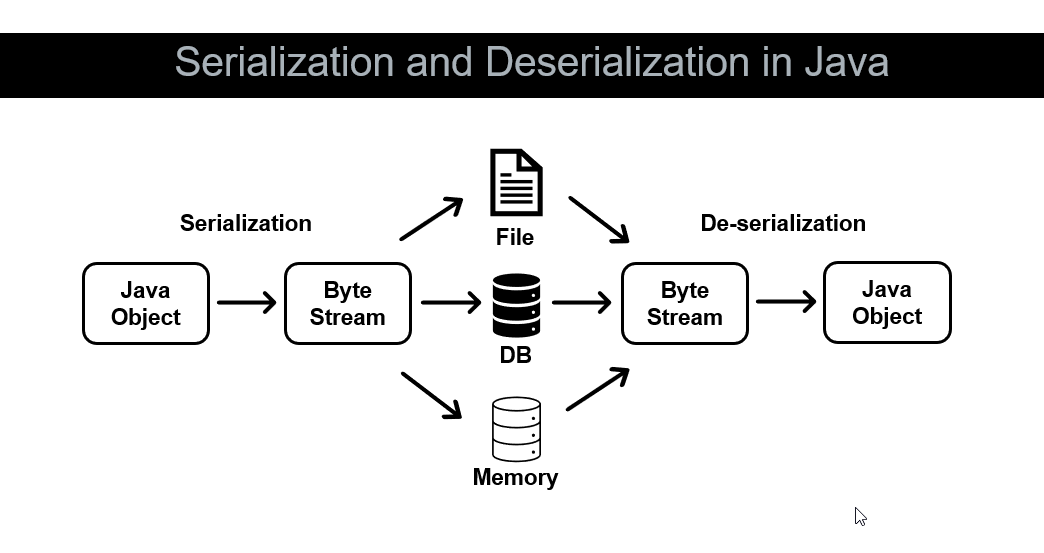 Serialization and Deserialization in Java
Serialization
De-serialization
File
Java
Object
Byte
Stream
DB
Byte
Stream
Java
Object
Memory